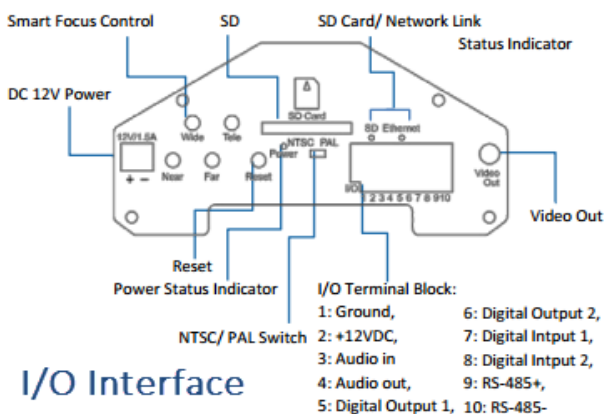 Smart Focus Control
SD
SD Card/ Network Link
Status Indicator
DC 12V Power
SD Card
SD Ethernet
12V/1.5A
Wide
Tele
NTSC PAL
Power
+ −
Near
Far
Reset
I/O
1 2 3 4 5 6 7 8 910
Video
Out
Video Out
Reset
Power Status Indicator
NTSC/ PAL Switch
I/O Terminal Block:
1: Ground,
2: +12VDC,
3: Audio in
4: Audio out,
5: Digital Output 1,
6: Digital Output 2,
7: Digital Intput 1,
8: Digital Intput 2,
9: RS-485+,
10: RS-485-
I/O Interface